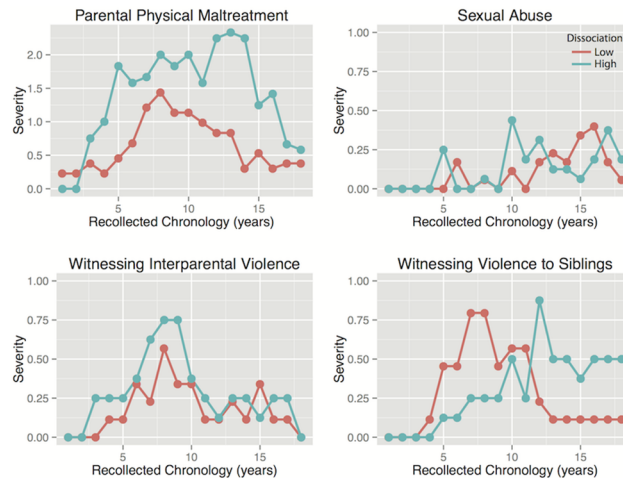 Parental Physical Maltreatment
Severity
2.0
1.5
1.0
0.5
0.0
5
10
15
Recollected Chronology (years)
Sexual Abuse
Dissociation
Low
High
Severity
1.00
0.75
0.50
0.25
0.00
5
10
15
Recollected Chronology (years)
Witnessing Interparental Violence
Severity
1.00
0.75
0.50
0.25
0.00
5
10
15
Recollected Chronology (years)
Witnessing Violence to Siblings
Severity
1.00
0.75
0.50
0.25
0.00
5
10
15
Recollected Chronology (years)